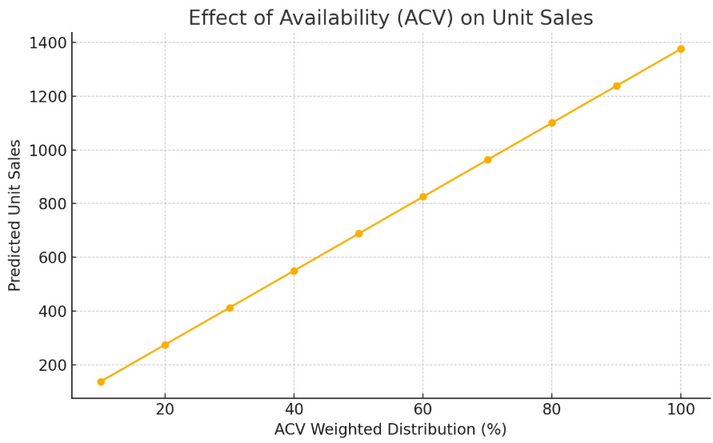 Effect of Availability (ACV) on Unit Sales
1400
1200
1000
800
600
400
200
Predicted Unit Sales
20 40 60 80 100
ACV Weighted Distribution (%)